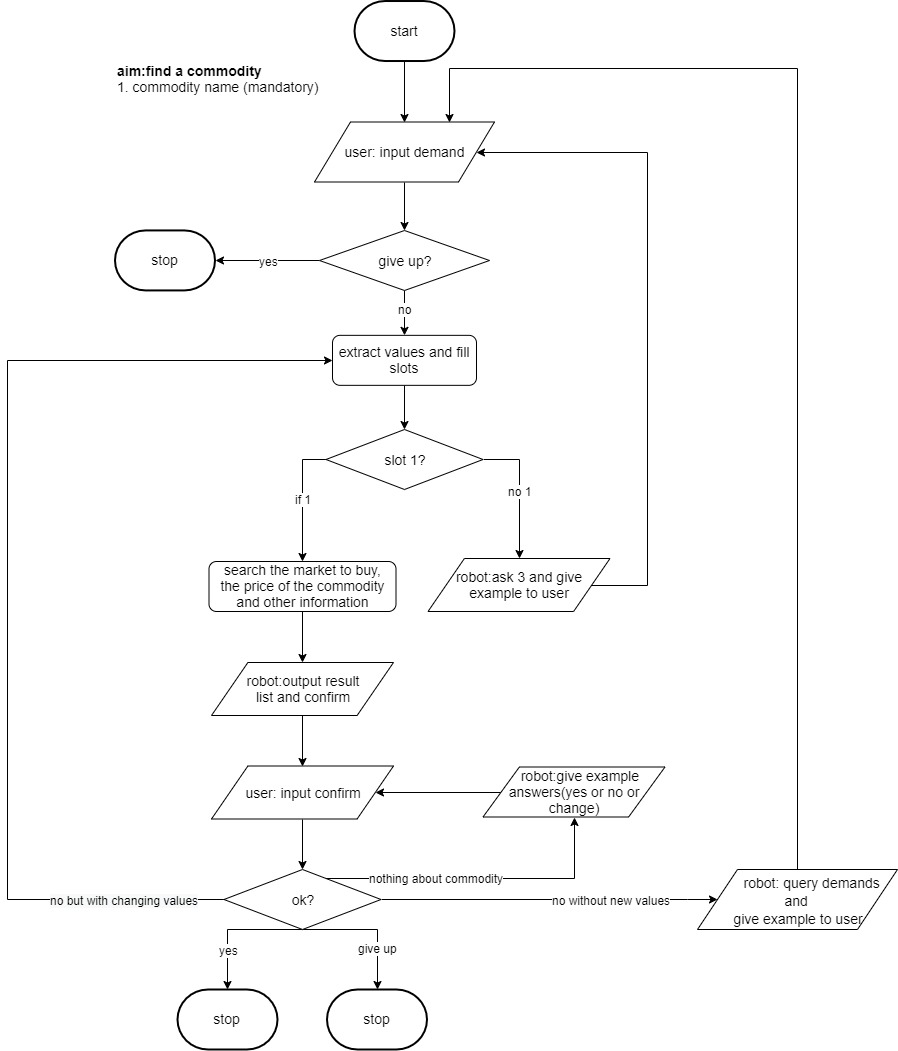 start
aim:find a commodity
1. commodity name (mandatory)
user: input demand
give up?
yes
stop
no
extract values and fill
slots
slot 1?
if 1
no 1
search the market to buy,
the price of the commodity
and other information
robot:ask 3 and give
example to user
robot:output result
list and confirm
user: input confirm
robot:give example
answers(yes or no or
change)
nothing about commodity
ok?
no but with changing values
no without new values
robot: query demands
and
give example to user
yes
give up
stop
stop